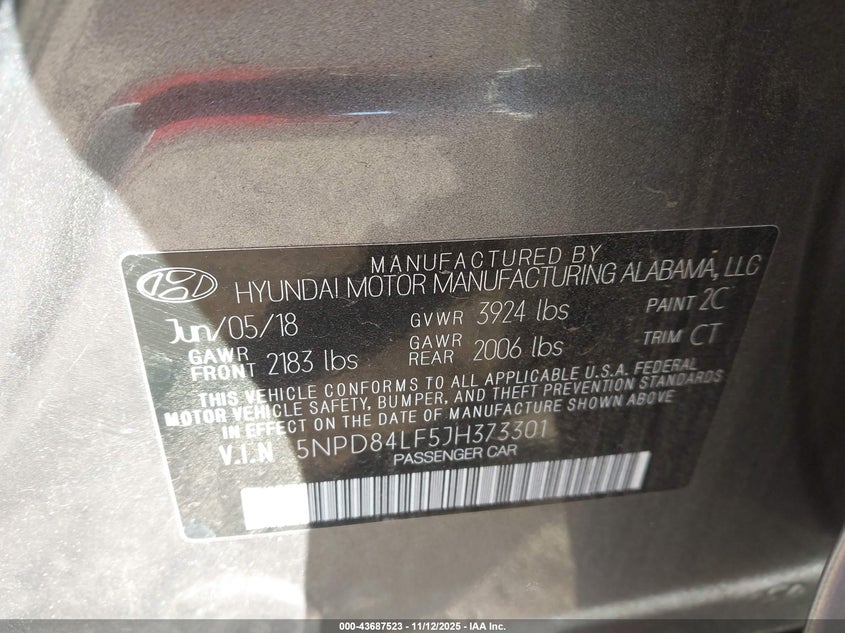 MANUFACTURED BY
HYUNDAI MOTOR MANUFACTURING ALABAMA, LLC
Jun/05/18 GVWR 3924 lbs PAINT 2C
GAWR FRONT 2183 lbs GAWR REAR 2006 lbs TRIM CT
THIS VEHICLE CONFORMS TO ALL APPLICABLE U.S.A. FEDERAL
MOTOR VEHICLE SAFETY, BUMPER, AND THEFT PREVENTION STANDARDS
IN EFFECT ON THE DATE OF MANUFACTURE SHOWN ABOVE.
V.I.N 5NPD84LF5JH373301
PASSENGER CAR
000-43687523 - 11/12/2025 - IAA Inc.